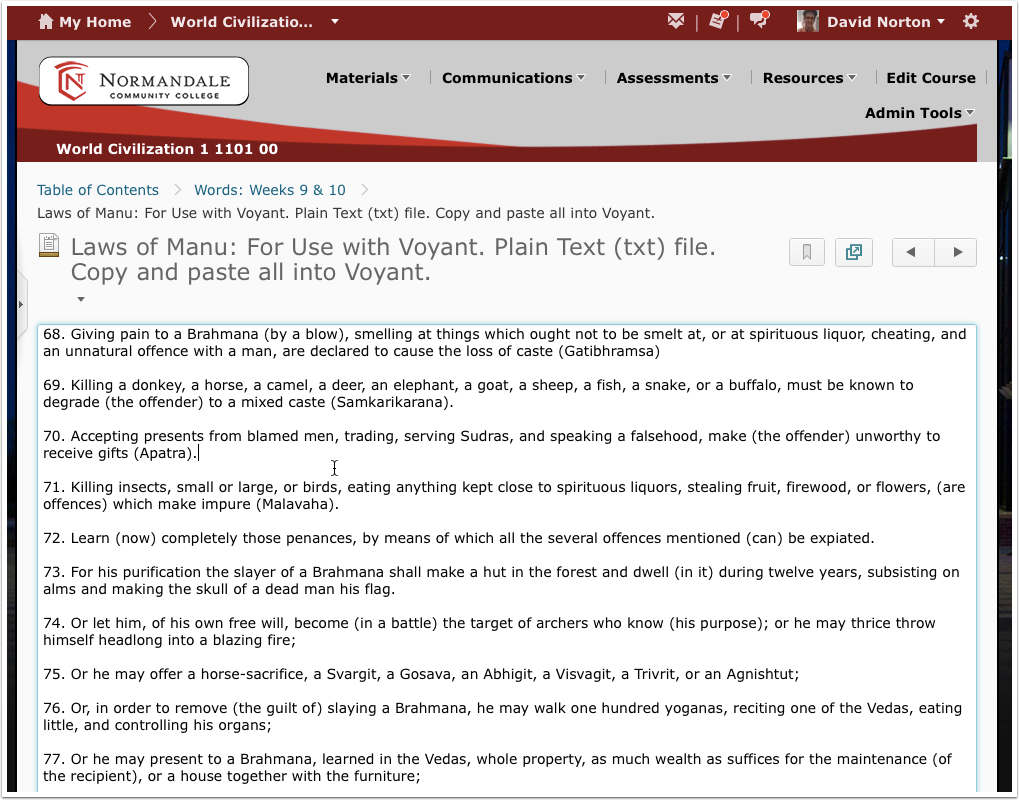 My Home
World Civilizatio...
David Norton
NORMANDALE
COMMUNITY COLLEGE
Materials
Communications
Assessments
Resources
Edit Course
Admin Tools
World Civilization 1 1101 00
Table of Contents
Words: Weeks 9 & 10
Laws of Manu: For Use with Voyant. Plain Text (txt) file. Copy and paste all into Voyant.
Laws of Manu: For Use with Voyant. Plain Text (txt) file.
Copy and paste all into Voyant.
68. Giving pain to a Brahmana (by a blow), smelling at things which ought not to be smelt at, or at spirituous liquor, cheating, and
an unnatural offence with a man, are declared to cause the loss of caste (Gatibhramsa)
69. Killing a donkey, a horse, a camel, a deer, an elephant, a goat, a sheep, a fish, a snake, or a buffalo, must be known to
degrade (the offender) to a mixed caste (Samkarikarana).
70. Accepting presents from blamed men, trading, serving Sudras, and speaking a falsehood, make (the offender) unworthy to
receive gifts (Apatra).
71. Killing insects, small or large, or birds, eating anything kept close to spirituous liquors, stealing fruit, firewood, or flowers, (are
offences) which make impure (Malavaha).
72. Learn (now) completely those penances, by means of which all the several offences mentioned (can) be expiated.
73. For his purification the slayer of a Brahmana shall make a hut in the forest and dwell (in it) during twelve years, subsisting on
alms and making the skull of a dead man his flag.
74. Or let him, of his own free will, become (in a battle) the target of archers who know (his purpose); or he may thrice throw
himself headlong into a blazing fire;
75. Or he may offer a horse-sacrifice, a Svargit, a Gosava, an Abhigit, a Visvagit, a Trivrit, or an Agnishtut;
76. Or, in order to remove (the guilt of) slaying a Brahmana, he may walk one hundred yoganas, reciting one of the Vedas, eating
little, and controlling his organs;
77. Or he may present to a Brahmana, learned in the Vedas, whole property, as much wealth as suffices for the maintenance (of
the recipient), or a house together with the furniture;